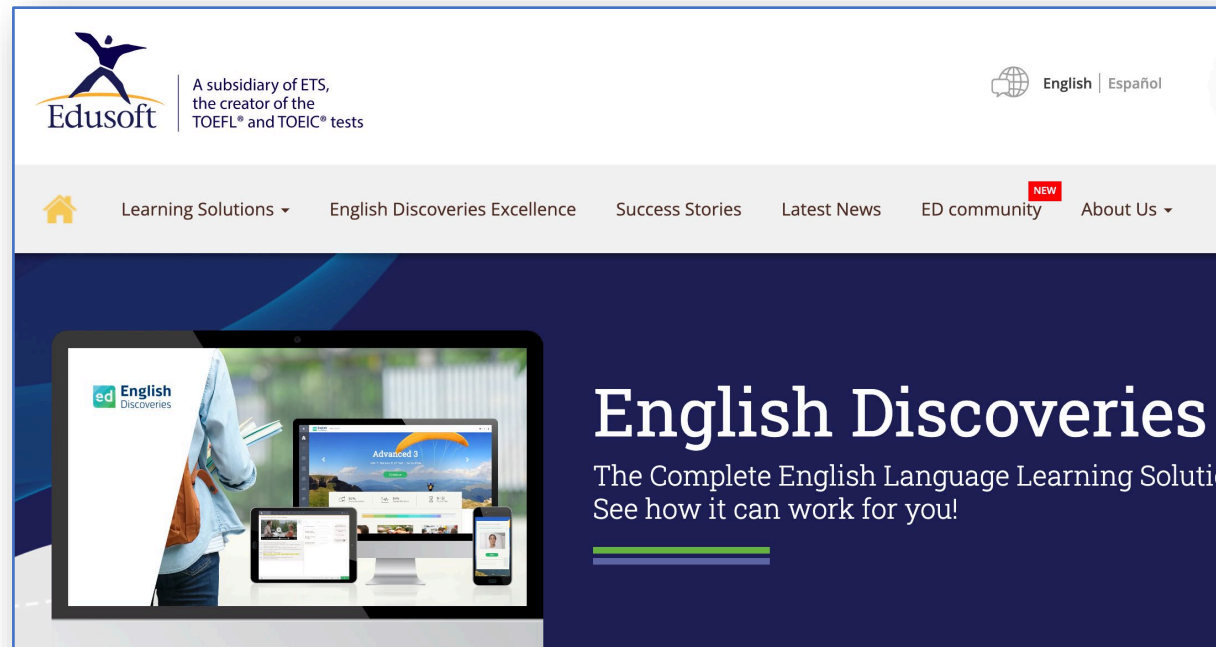 Edusoft
A subsidiary of ETS,
the creator of the
TOEFL® and TOEIC® tests
English | Español
Learning Solutions
English Discoveries Excellence
Success Stories
Latest News
NEW
ED community
About Us
ed English
Discoveries
Advanced 3
English Discoveries
The Complete English Language Learning Soluti
See how it can work for you!